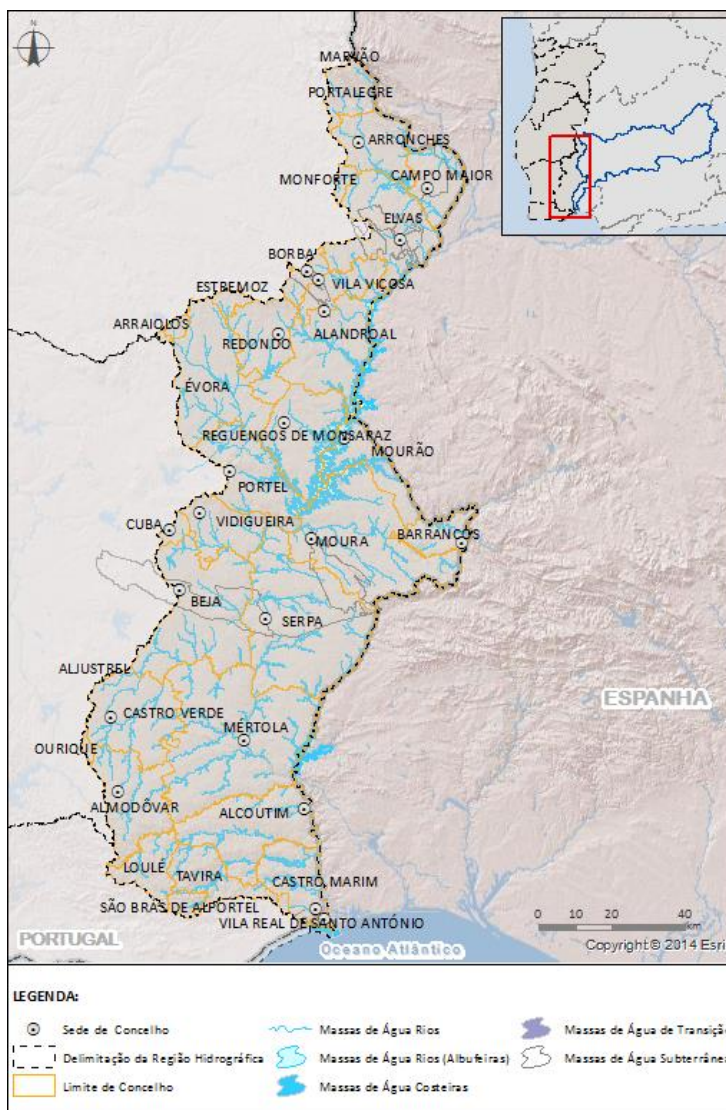 N
MARVÃO
PORTALEGRE
ARRONCHES
CAMPO MAIOR
MONFORTE
ELVAS
BORBA
ESTREMOZ
VILA VIÇOSA
ARRAIOLOS
ALANDROAL
REDONDO
ÉVORA
REGUENGOS DE MONSARAZ
MOURÃO
PORTEL
CUBA
VIDIGUEIRA
MOURA
BARRANCOS
BEJA
SERPA
ALJUSTREL
ESPANHA
CASTRO VERDE
OURIQUE
MÉRTOLA
ALMODÔVAR
ALCOUTIM
LOULÉ
TAVIRA
CASTRO MARIM
SÃO BRÁS DE ALPORTEL
VILA REAL DE SANTO ANTÓNIO
0 10 20 40
km
PORTUGAL
Oceano Atlântico
Copyright © 2014 Esri
LEGENDA:
Sede de Concelho
Massas de Água Rios
Massas de Água de Transição
Delimitação da Região Hidrográfica
Massas de Água Rios (Albufeiras)
Massas de Água Subterrânea
Limite de Concelho
Massas de Água Costeiras